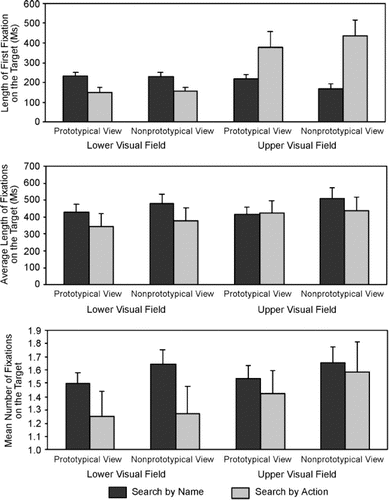 Length of First Fixation
on the Target (Ms)
600
500
400
300
200
100
0
Prototypical View Nonprototypical View Prototypical View Nonprototypical View
Lower Visual Field Upper Visual Field
Average Length of Fixations
on the Target (Ms)
700
600
500
400
300
200
100
0
Prototypical View Nonprototypical View Prototypical View Nonprototypical View
Lower Visual Field Upper Visual Field
Mean Number of Fixations
on the Target
1.9
1.8
1.7
1.6
1.5
1.4
1.3
1.2
1.1
1.0
Prototypical View Nonprototypical View Prototypical View Nonprototypical View
Lower Visual Field Upper Visual Field
Search by Name Search by Action